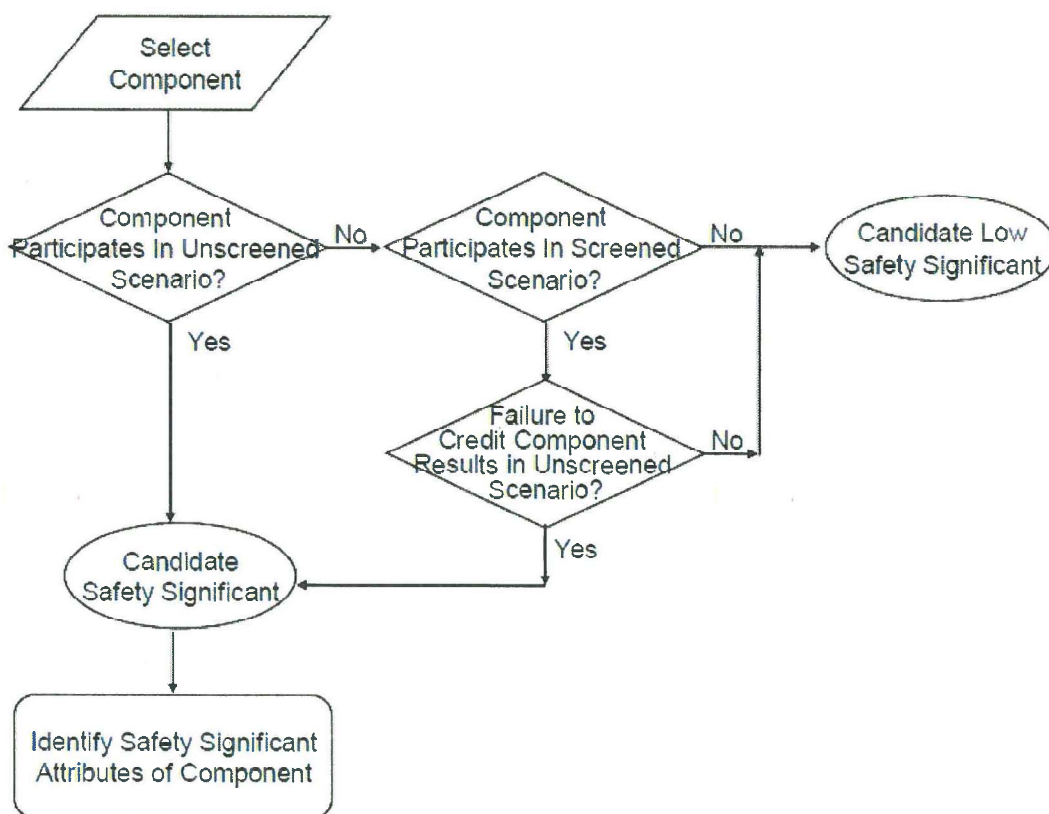 Select
Component
Component
Participates In Unscreened
Scenario?
No
Component
Participates In Screened
Scenario?
No
Candidate Low
Safety Significant
Yes
Yes
Failure to
Credit Component
Results in Unscreened
Scenario?
No
Yes
Candidate
Safety Significant
Identify Safety Significant
Attributes of Component